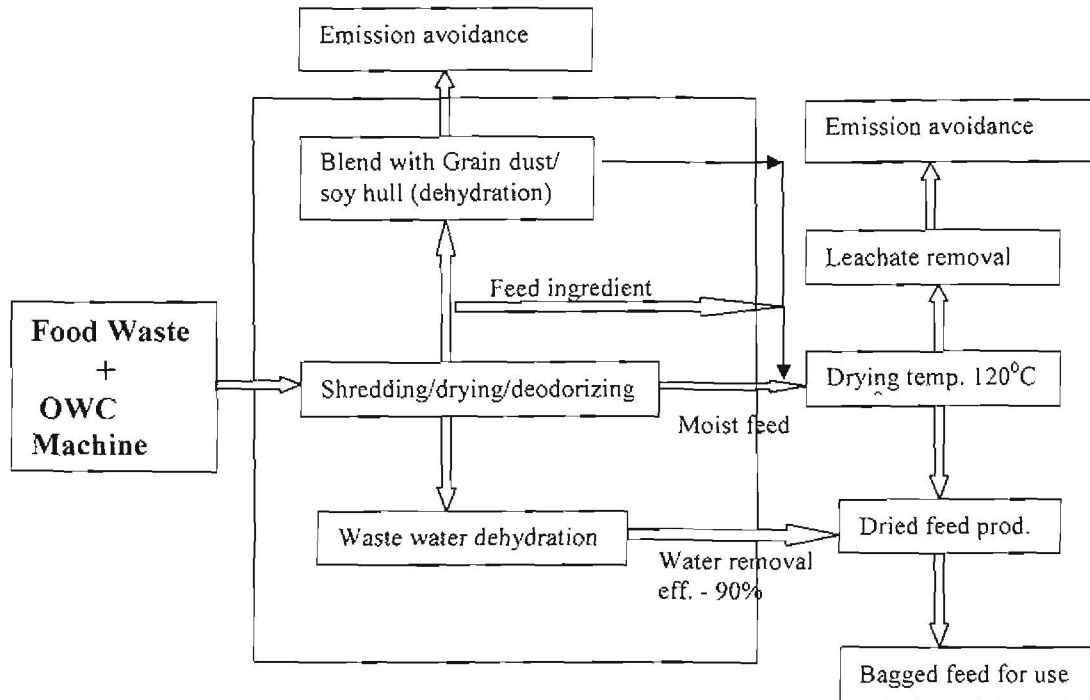 Emission avoidance
Blend with Grain dust/
soy hull (dehydration)
Emission avoidance
Leachate removal
Feed ingredient
Food Waste
+
OWC
Machine
Shredding/drying/deodorizing
Moist feed
Drying temp. 120⁰C
Waste water dehydration
Water removal
eff. - 90%
Dried feed prod.
Bagged feed for use